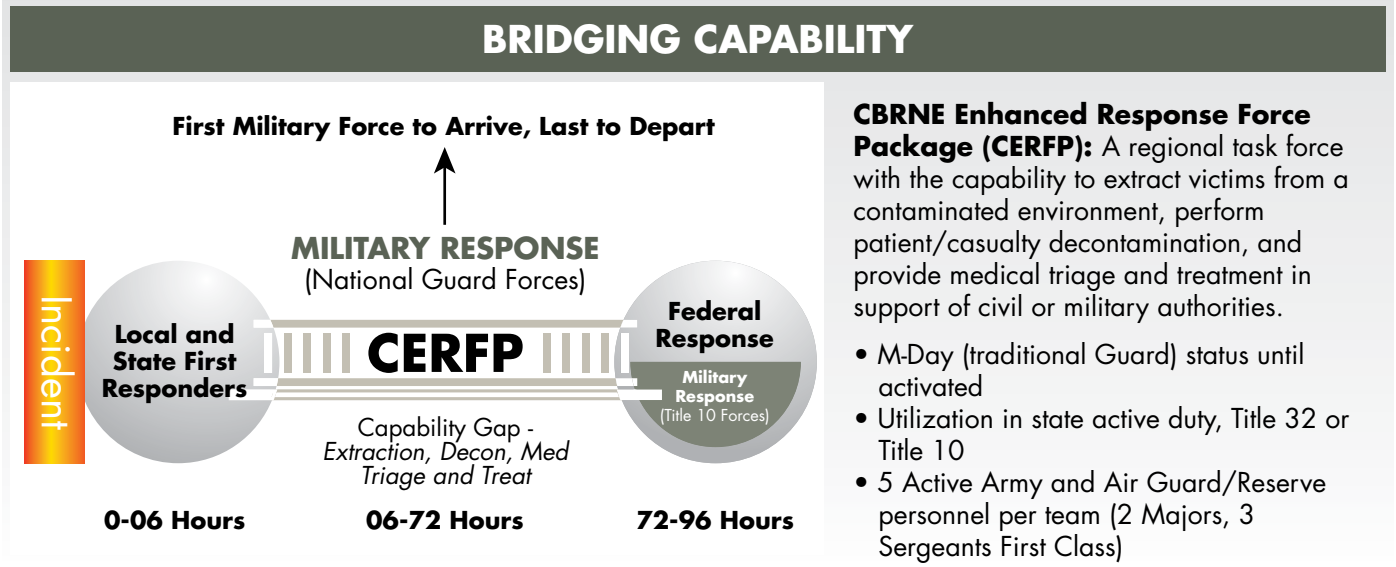 BRIDGING CAPABILITY
First Military Force to Arrive, Last to Depart
MILITARY RESPONSE
(National Guard Forces)
Incident
Local and
State First
Responders
CERFP
Federal
Response
Military
Response
(Title 10 Forces)
Capability Gap -
Extraction, Decon, Med
Triage and Treat
0-06 Hours
06-72 Hours
72-96 Hours
CBRNE Enhanced Response Force
Package (CERFP): A regional task force
with the capability to extract victims from a
contaminated environment, perform
patient/casualty decontamination, and
provide medical triage and treatment in
support of civil or military authorities.
• M-Day (traditional Guard) status until
activated
• Utilization in state active duty, Title 32 or
Title 10
• 5 Active Army and Air Guard/Reserve
personnel per team (2 Majors, 3
Sergeants First Class)